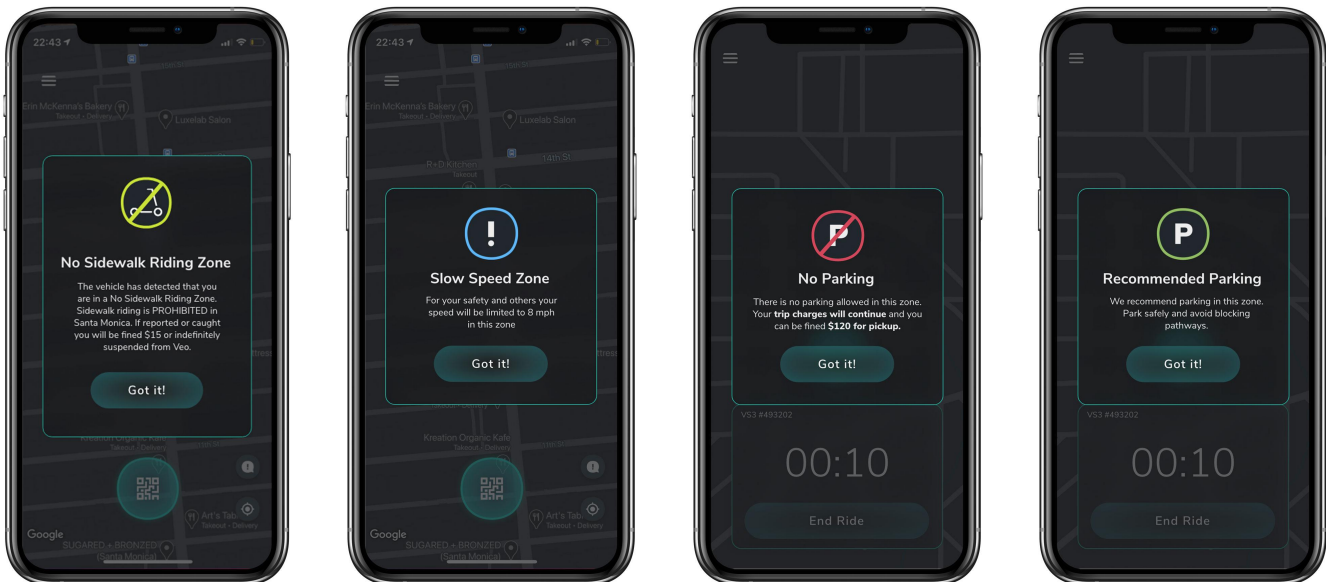 22:43
Erin McKenna's Bakery
Takeout - Delivery
Luxelab Salon
No Sidewalk Riding Zone
The vehicle has detected that you
are in a No Sidewalk Riding Zone.
Sidewalk riding is PROHIBITED in
Santa Monica. If reported or caught
you will be fined $15 or indefinitely
suspended from Veo.
Got it!
Kreation Organic Kafe
Takeout - Delivery
Art's Tab
Takeout - Delivery
Google
SUGARED + BRONZED
(Santa Monica)
22:43
Erin McKenna's Bakery
Takeout - Delivery
Luxelab Salon
R+D Kitchen
Takeout
14th St
!
Slow Speed Zone
For your safety and others your
speed will be limited to 8 mph
in this zone
Got it!
Kreation Organic Kafe
Takeout - Delivery
Art's Tab
Takeout - Delivery
Google
SUGARED + BRONZED
(Santa Monica)
P
No Parking
There is no parking allowed in this zone.
Your trip charges will continue and you
can be fined $120 for pickup.
Got it!
VS3 #493202
00:10
End Ride
P
Recommended Parking
We recommend parking in this zone.
Park safely and avoid blocking
pathways.
Got it!
VS3 #493202
00:10
End Ride